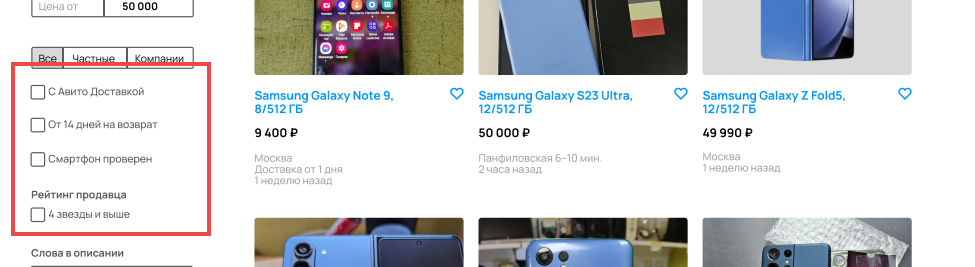 Цена от
50 000
Все
Частные
Компании
С Авито Доставкой
От 14 дней на возврат
Смартфон проверен
Рейтинг продавца
4 звезды и выше
Слова в описании
Samsung Galaxy Note 9,
8/512 ГБ
9 400 ₽
Москва
Доставка от 1 дня
1 неделю назад
Samsung Galaxy S23 Ultra,
12/512 ГБ
50 000 ₽
Панфиловская 6–10 мин.
2 часа назад
Samsung Galaxy Z Fold5,
12/512 ГБ
49 990 ₽
Москва
1 неделю назад